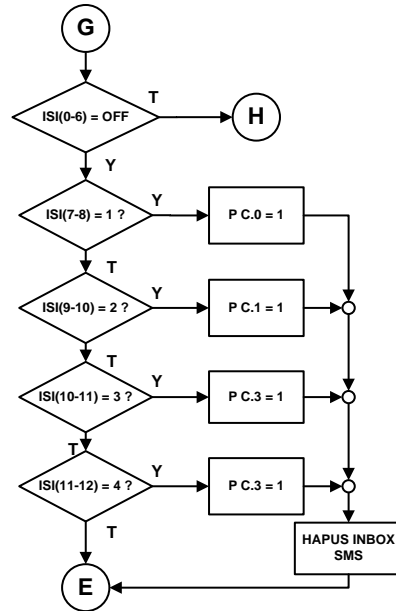 G
ISI(0-6) = OFF
T
H
Y
ISI(7-8) = 1 ?
Y
P C.0 = 1
T
ISI(9-10) = 2 ?
Y
P C.1 = 1
T
ISI(10-11) = 3 ?
Y
P C.3 = 1
T
ISI(11-12) = 4 ?
Y
P C.3 = 1
T
HAPUS INBOX
SMS
E